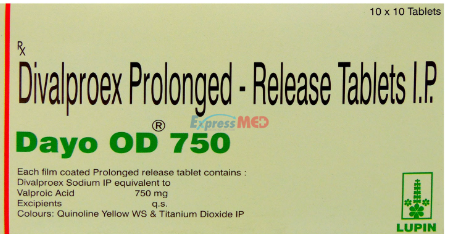 10 x 10 Tablets
Rx
Divalproex Prolonged - Release Tablets I.P.
ExpressMED
Dayo OD® 750
Each film coated Prolonged release tablet contains :
Divalproex Sodium IP equivalent to
Valproic Acid 750 mg
Excipients q.s.
Colours: Quinoline Yellow WS & Titanium Dioxide IP
LUPIN